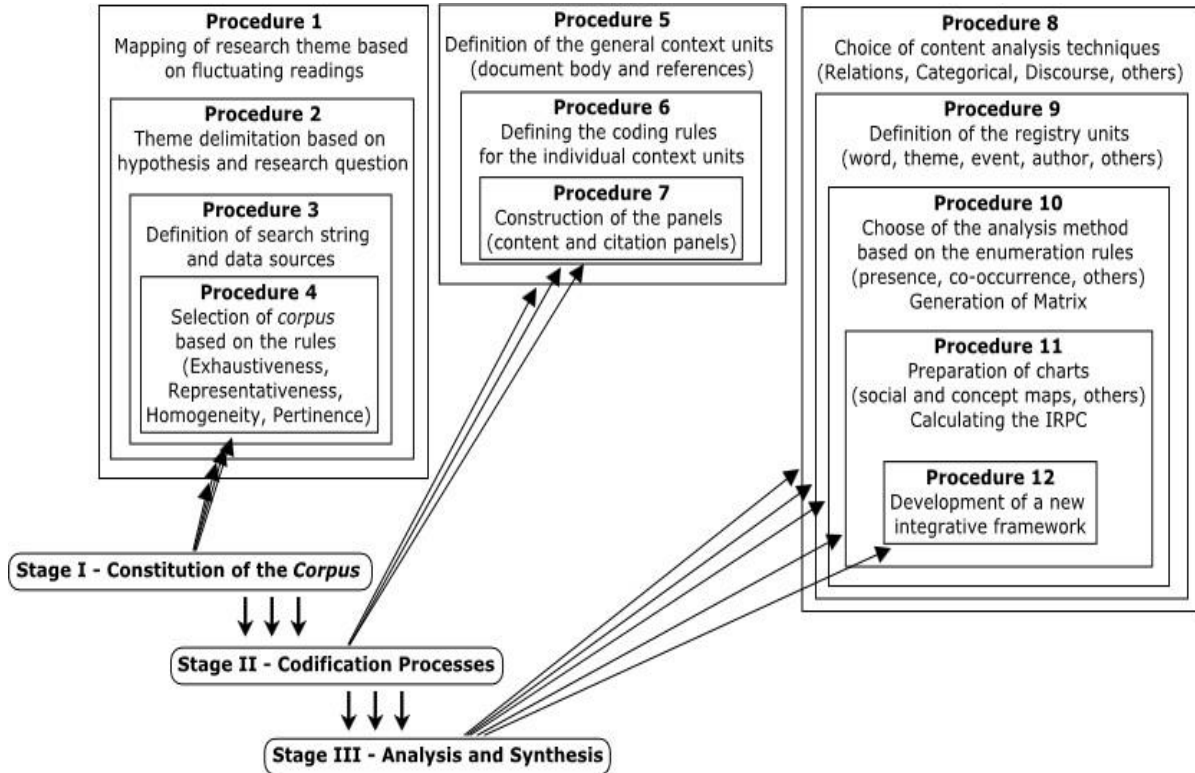 Procedure 1
Mapping of research theme based
on fluctuating readings
Procedure 2
Theme delimitation based on
hypothesis and research question
Procedure 3
Definition of search string
and data sources
Procedure 4
Selection of corpus
based on the rules
(Exhaustiveness,
Representativeness,
Homogeneity, Pertinence)
Procedure 5
Definition of the general context units
(document body and references)
Procedure 6
Defining the coding rules
for the individual context units
Procedure 7
Construction of the panels
(content and citation panels)
Procedure 8
Choice of content analysis techniques
(Relations, Categorical, Discourse, others)
Procedure 9
Definition of the registry units
(word, theme, event, author, others)
Procedure 10
Choose of the analysis method
based on the enumeration rules
(presence, co-occurrence, others)
Generation of Matrix
Procedure 11
Preparation of charts
(social and concept maps, others)
Calculating the IRPC
Procedure 12
Development of a new
integrative framework
Stage I - Constitution of the Corpus
Stage II - Codification Processes
Stage III - Analysis and Synthesis